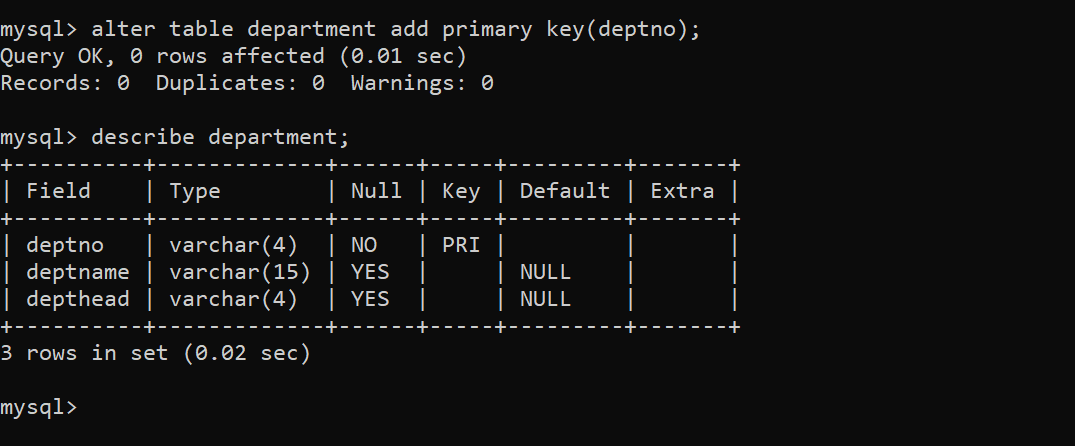 mysql> alter table department add primary key(deptno);
Query OK, 0 rows affected (0.01 sec)
Records: 0  Duplicates: 0  Warnings: 0
mysql> describe department;
+----------+-------------+------+-----+---------+-------+
| Field    | Type        | Null | Key | Default | Extra |
+----------+-------------+------+-----+---------+-------+
| deptno   | varchar(4)  | NO   | PRI |         |       |
| deptname | varchar(15) | YES  |     | NULL    |       |
| depthead | varchar(4)  | YES  |     | NULL    |       |
+----------+-------------+------+-----+---------+-------+
3 rows in set (0.02 sec)
mysql>